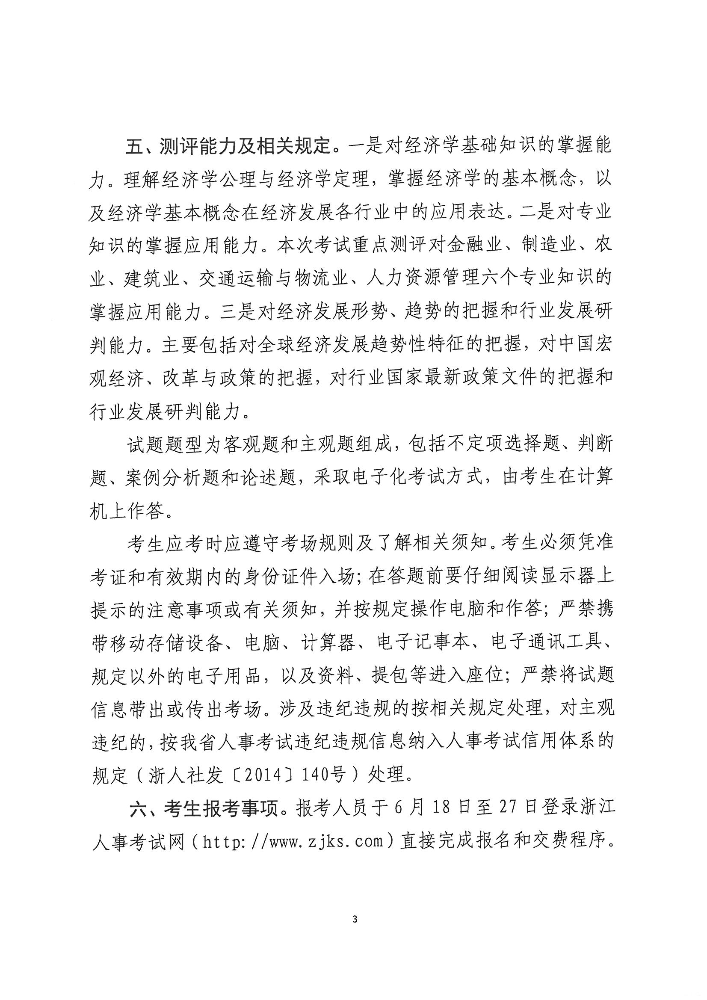 五、测评能力及相关规定。一是对经济学基础知识的掌握能
力。理解经济学公理与经济学定理，掌握经济学的基本概念，以
及经济学基本概念在经济发展各行业中的应用表达。二是对专业
知识的掌握应用能力。本次考试重点测评对金融业、制造业、农
业、建筑业、交通运输与物流业、人力资源管理六个专业知识的
掌握应用能力。三是对经济发展形势、趋势的把握和行业发展研
判能力。主要包括对全球经济发展趋势性特征的把握，对中国宏
观经济、改革与政策的把握，对行业国家最新政策文件的把握和
行业发展研判能力。
试题题型为客观题和主观题组成，包括不定项选择题、判断
题、案例分析题和论述题，采取电子化考试方式，由考生在计算
机上作答。
考生应考时应遵守考场规则及了解相关须知。考生必须凭准
考证和有效期内的身份证件入场；在答题前要仔细阅读显示器上
提示的注意事项或有关须知，并按规定操作电脑和作答；严禁携
带移动存储设备、电脑、计算器、电子记事本、电子通讯工具、
规定以外的电子用品，以及资料、提包等进入座位；严禁将试题
信息带出或传出考场。涉及违纪违规的按相关规定处理，对主观
违纪的，按我省人事考试违纪违规信息纳入人事考试信用体系的
规定（浙人社发〔2014〕140号）处理。
六、考生报考事项。报考人员于 6 月 18 日至 27 日登录浙江
人事考试网（http://www.zjks.com）直接完成报名和交费程序。
3